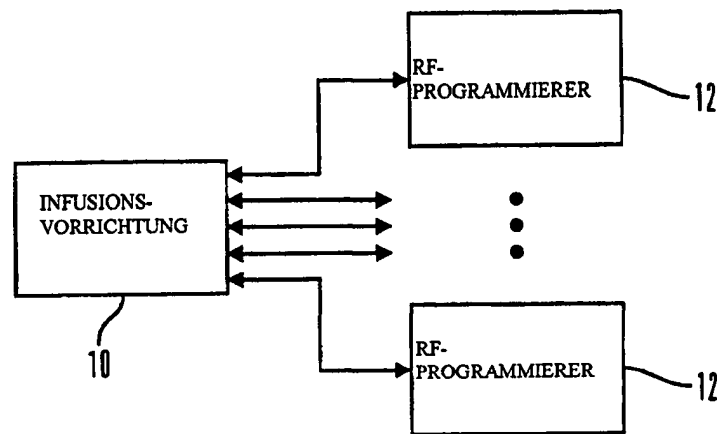 RF-
PROGRAMMIERER
12
INFUSIONS-
VORRICHTUNG
10
RF-
PROGRAMMIERER
12